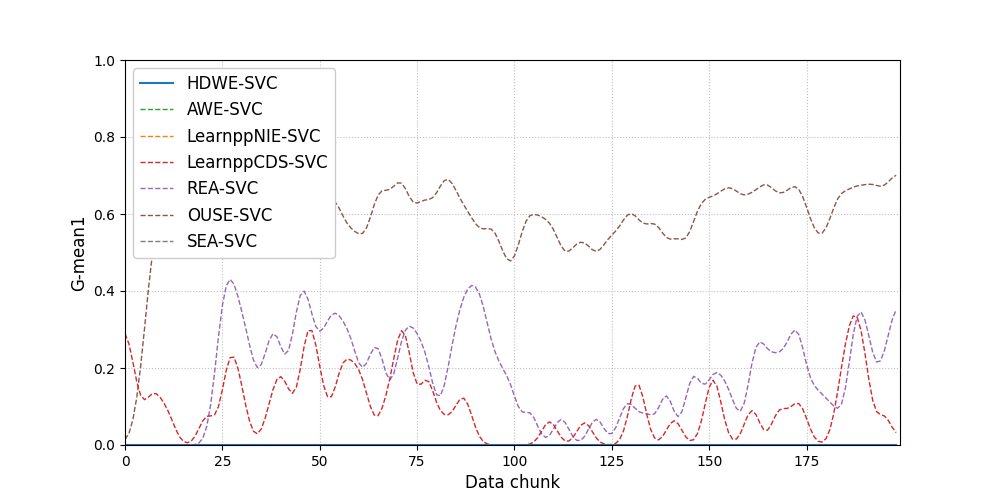 1.0
0.8
0.6
0.4
0.2
0.0
G-mean1
HDWE-SVC
AWE-SVC
LearnppNIE-SVC
LearnppCDS-SVC
REA-SVC
OUSE-SVC
SEA-SVC
0 25 50 75 100 125 150 175
Data chunk